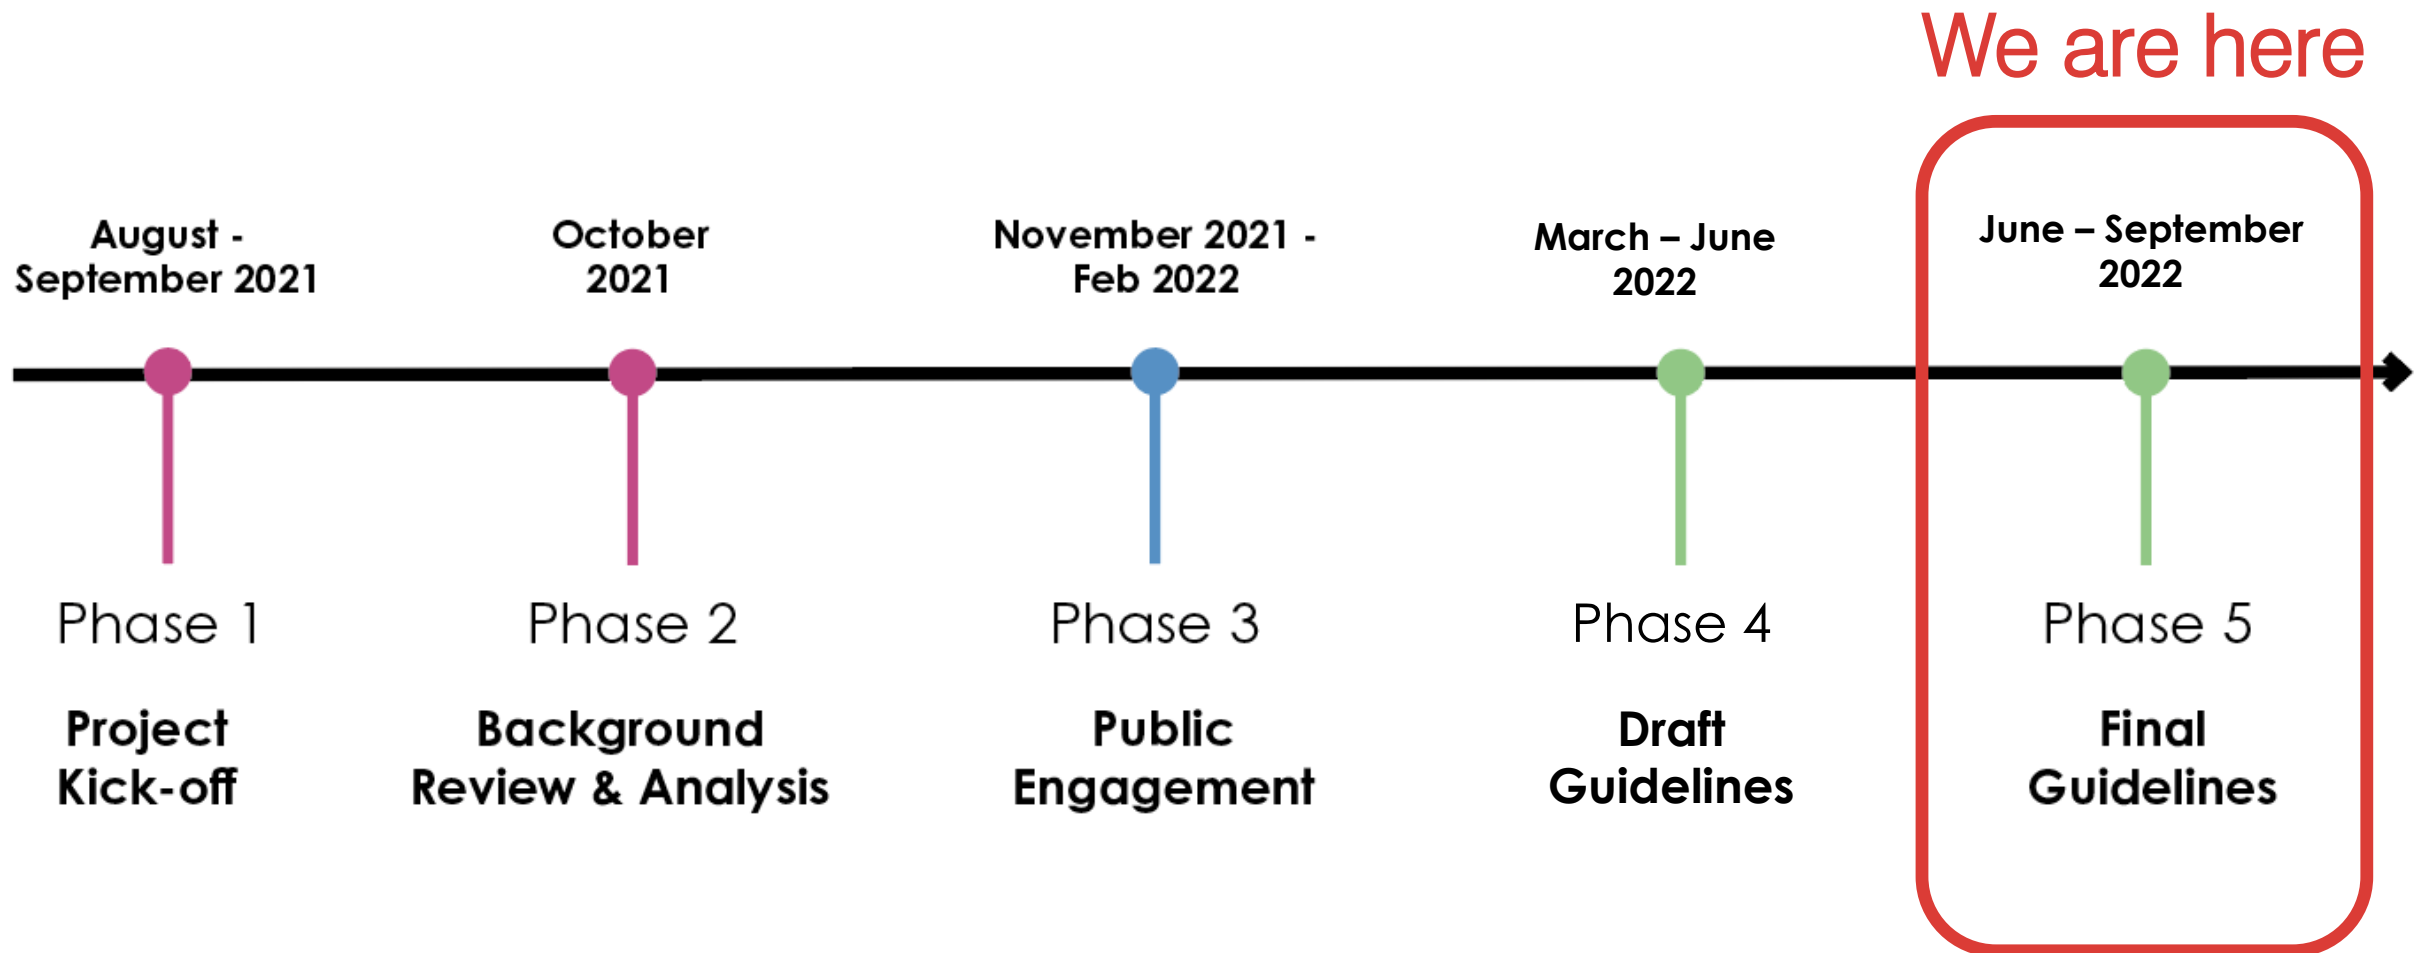 We are here
August -
September 2021
October
2021
November 2021 -
Feb 2022
March – June
2022
June – September
2022
Phase 1
Phase 2
Phase 3
Phase 4
Phase 5
Project
Kick-off
Background
Review & Analysis
Public
Engagement
Draft
Guidelines
Final
Guidelines